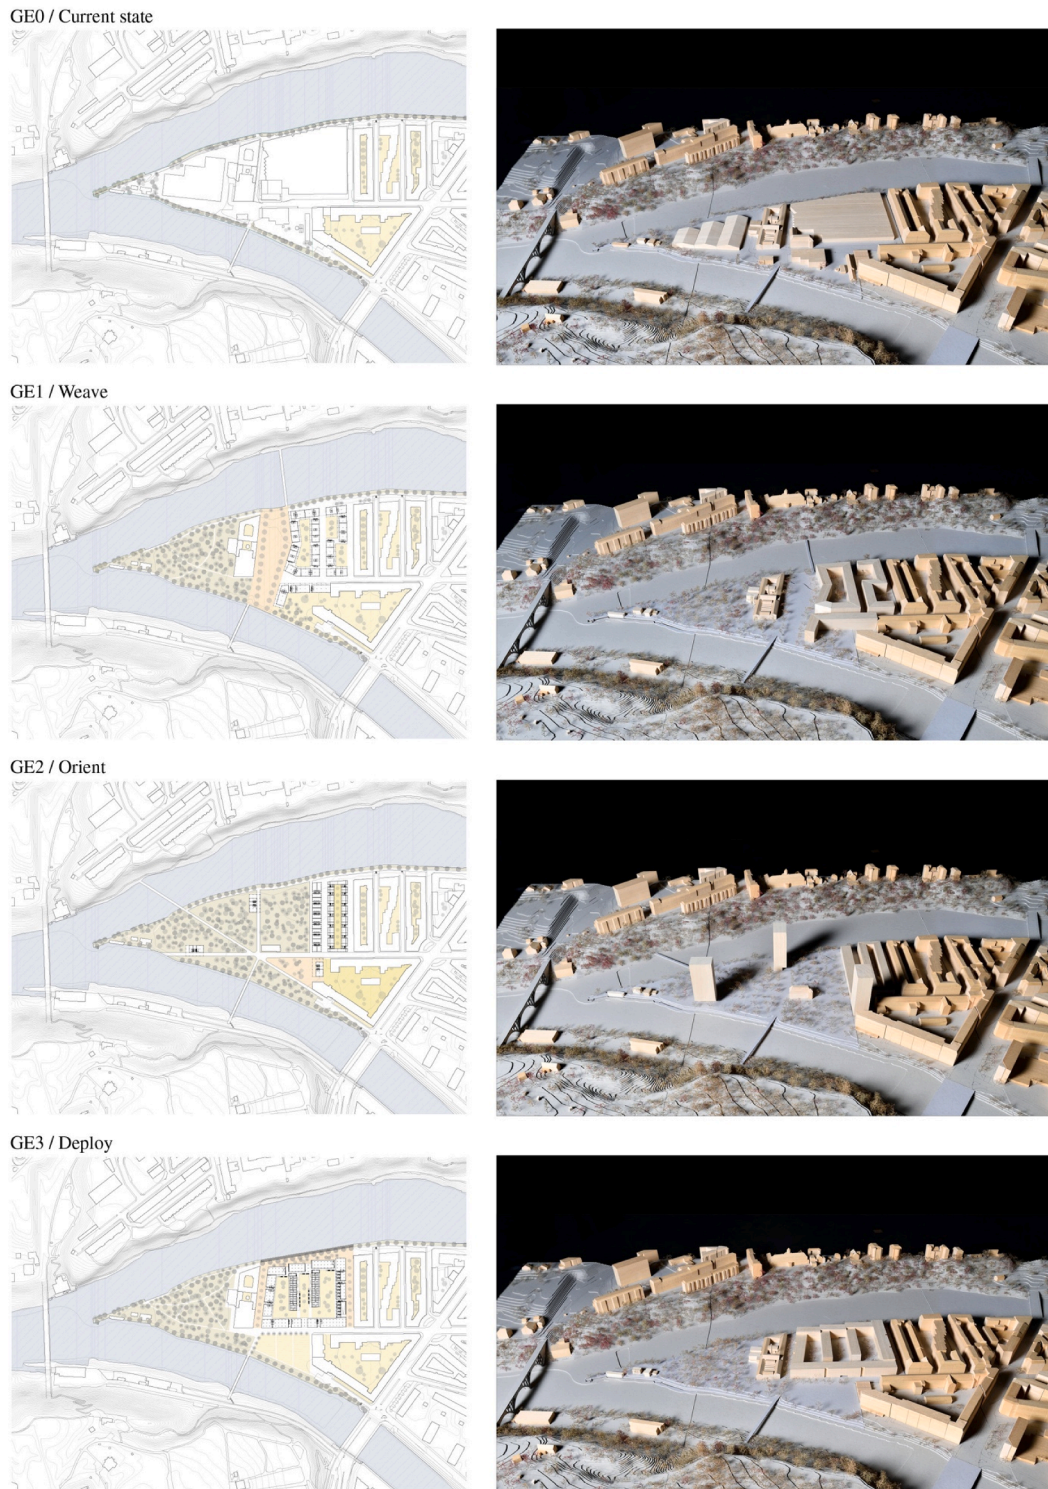 GE0 / Current state
GE1 / Weave
GE2 / Orient
GE3 / Deploy